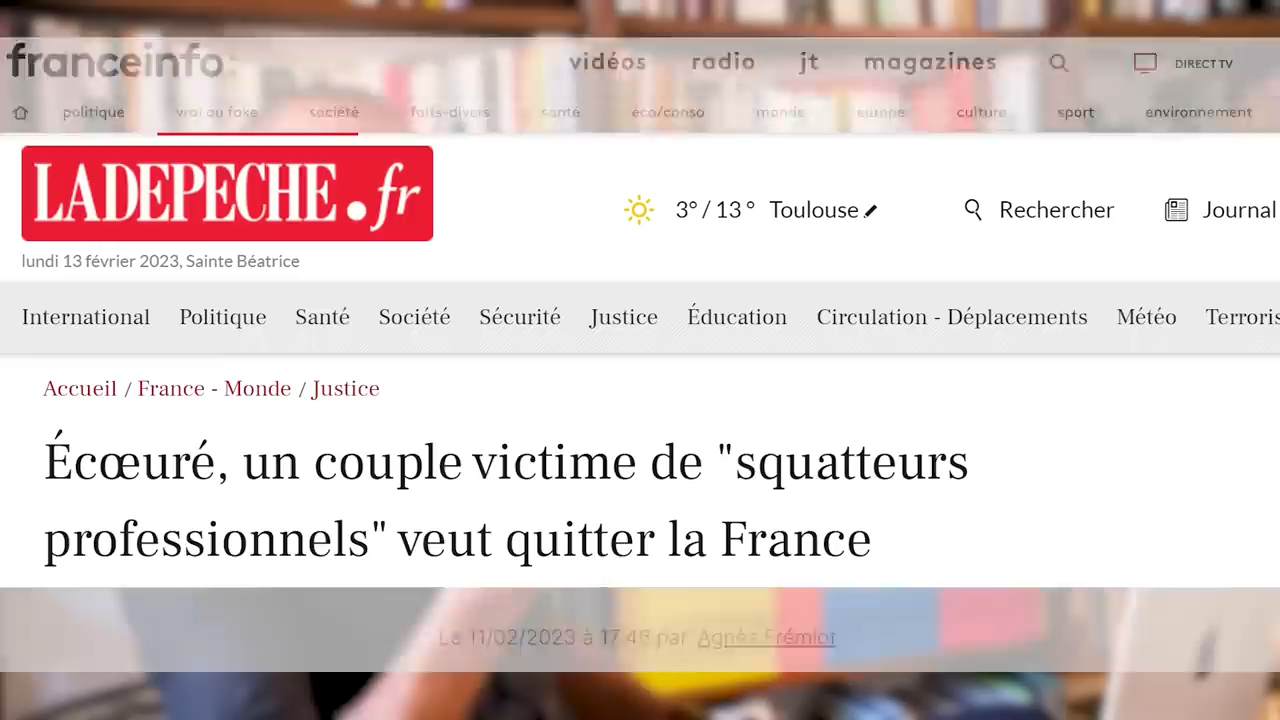 franceinfo:
vidéos radio jt magazines DIRECT TV
politique vrai ou fake société faits-divers santé éco/conso monde europe culture sport environnement
LADEPECHE.fr
3° / 13 ° Toulouse Rechercher Journal
lundi 13 février 2023, Sainte Béatrice
International Politique Santé Société Sécurité Justice Éducation Circulation - Déplacements Météo Terroris
Accueil / France - Monde / Justice
Écœuré, un couple victime de "squatteurs
professionnels" veut quitter la France
Le 11/02/2023 à 17:46 par Agnès Frémiot